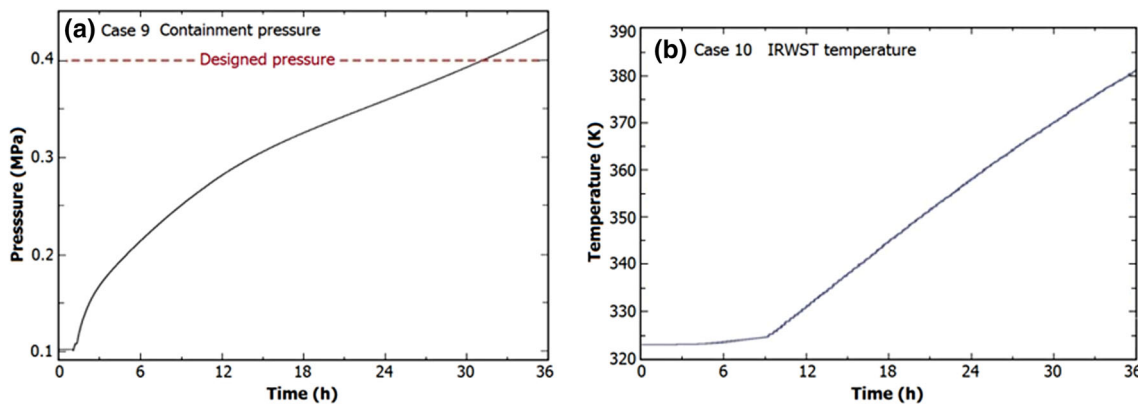 (a) Case 9 Containment pressure
Designed pressure
0.4
0.3
0.2
0.1
Presssure (MPa)
0 6 12 18 24 30 36
Time (h)
(b) Case 10 IRWST temperature
390
380
370
360
350
340
330
320
Temperature (K)
0 6 12 18 24 30 36
Time (h)